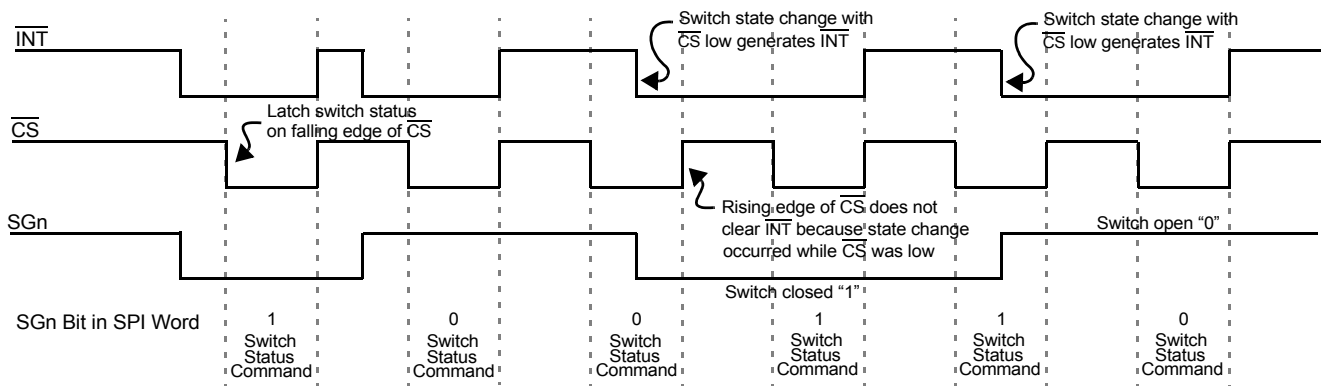 INT
Switch state change with
CS low generates INT
Switch state change with
CS low generates INT
Latch switch status
on falling edge of CS
CS
Rising edge of CS does not
clear INT because state change
occurred while CS was low
SGn
Switch open “0”
Switch closed “1”
SGn Bit in SPI Word
1
Switch
Status
Command
0
Switch
Status
Command
0
Switch
Status
Command
1
Switch
Status
Command
1
Switch
Status
Command
0
Switch
Status
Command